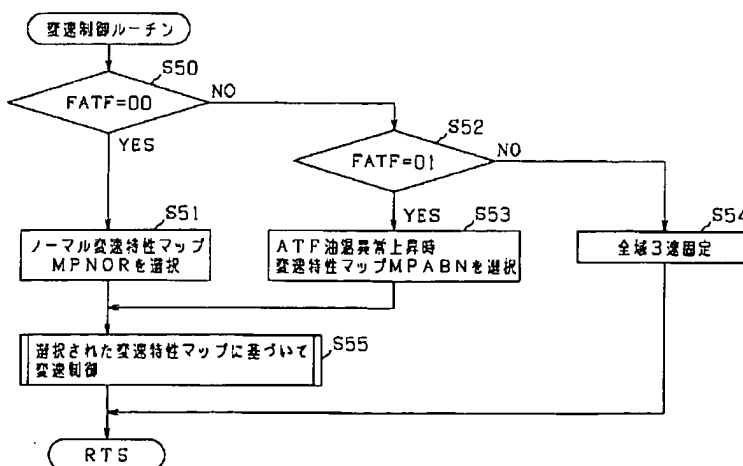 変速制御ルーチン
S50
FATF=00
NO
YES
S52
FATF=01
NO
YES
S51
ノーマル変速特性マップ
MPNORを選択
S53
ATF油温異常上昇時
変速特性マップMPABNを選択
S54
全域3速固定
S55
選択された変速特性マップに基づいて
変速制御
RTS